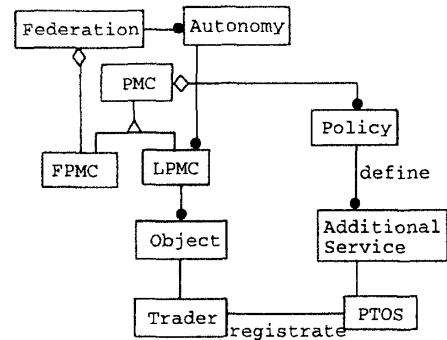 Federation
Autonomy
PMC
Policy
FPMC
LPMC
define
Object
Additional
Service
Trader
registrate
PTOS